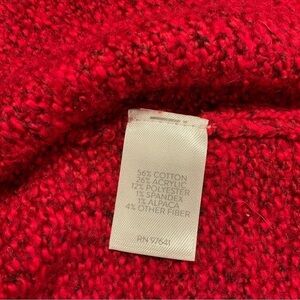 56% COTTON
26% ACRYLIC
12% POLYESTER
1% SPANDEX
1% ALPACA
4% OTHER FIBER
RN 97641